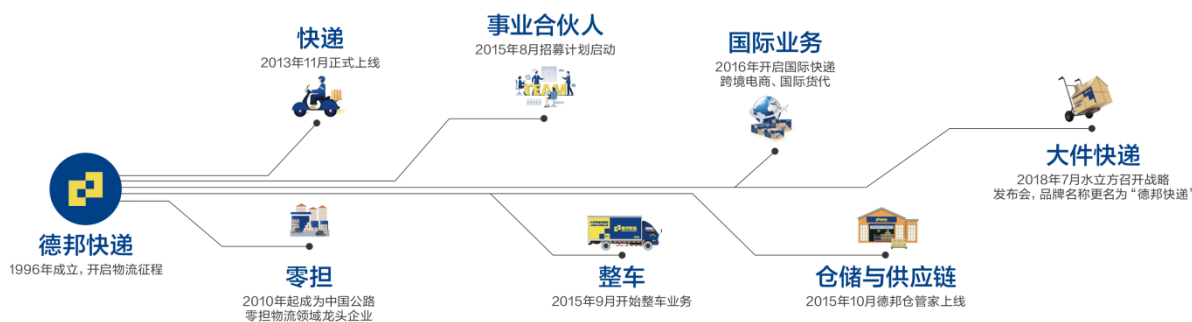 快递
2013年11月正式上线
事业合伙人
2015年8月招募计划启动
TEAM
国际业务
2016年开启国际快递
跨境电商、国际货代
大件快递
2018年7月水立方召开战略
发布会，品牌名称更名为“德邦快递”
德邦快递
1996年成立，开启物流征程
零担
2010年起成为中国公路
零担物流领域龙头企业
整车
2015年9月开始整车业务
仓储与供应链
2015年10月德邦仓管家上线